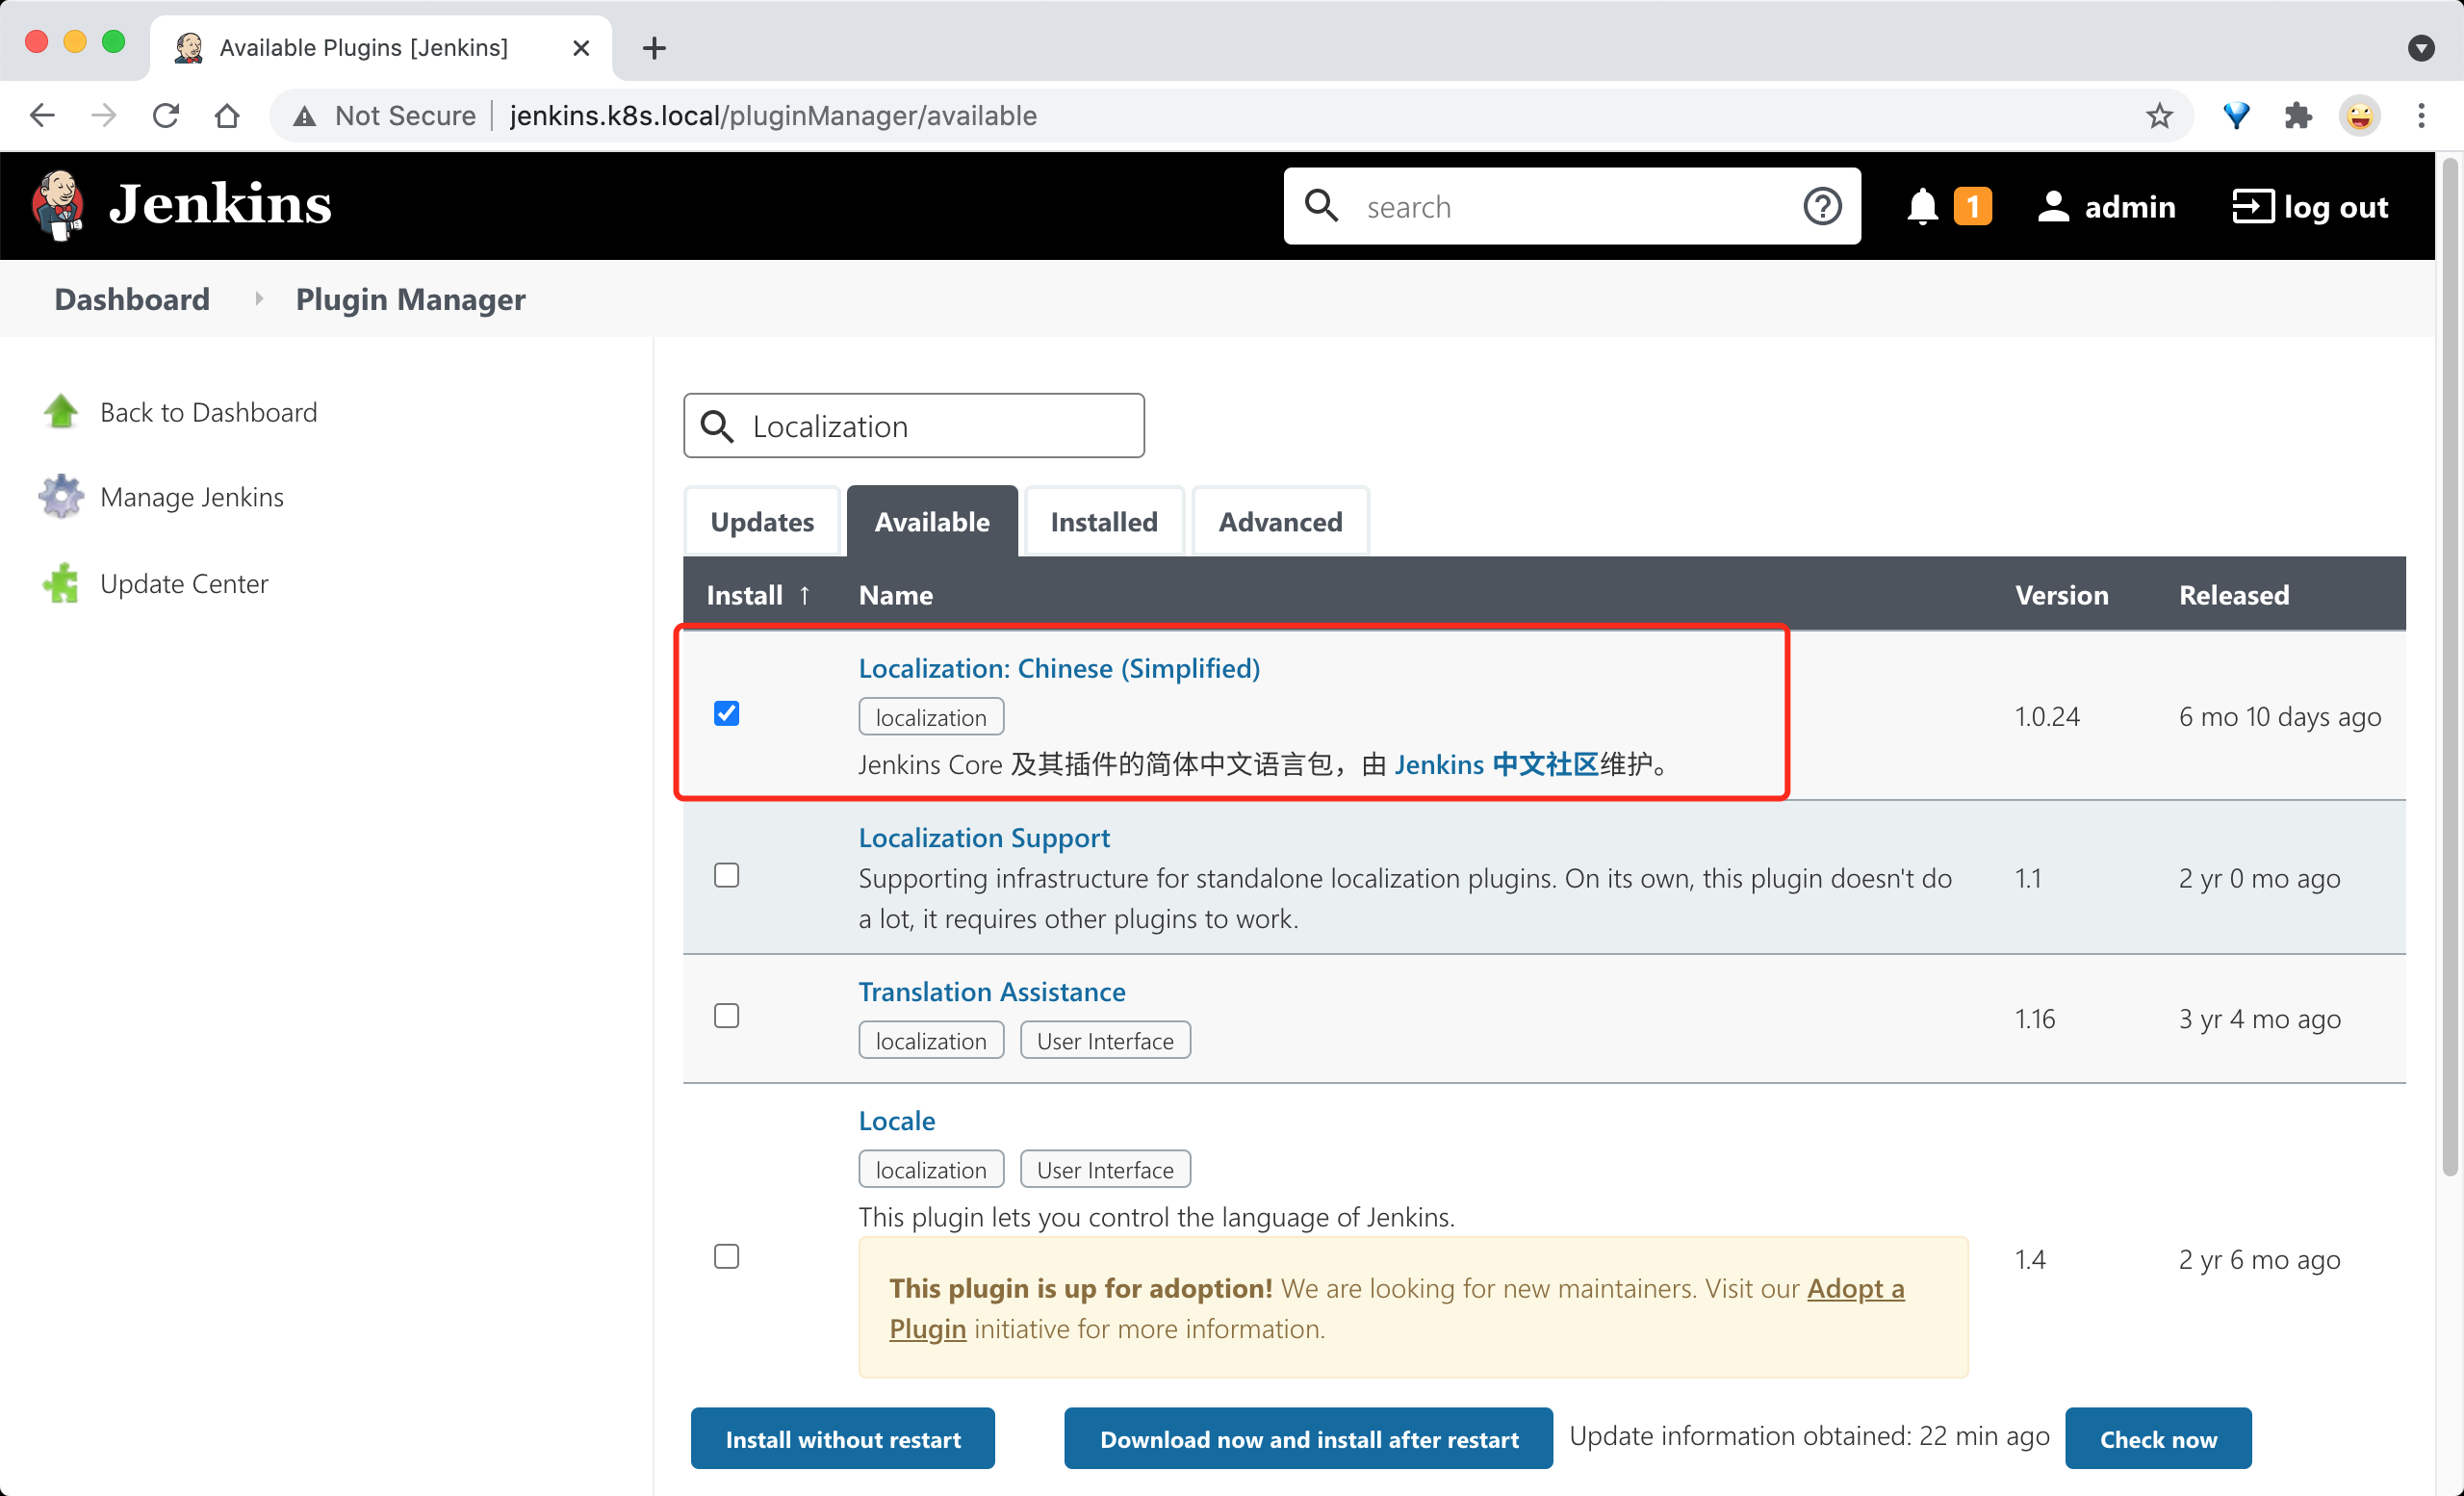 Available Plugins [Jenkins]
Not Secure jenkins.k8s.local/pluginManager/available
Jenkins
search
1
admin
log out
Dashboard
Plugin Manager
Back to Dashboard
Manage Jenkins
Update Center
Localization
Updates
Available
Installed
Advanced
Install ↑ Name Version Released
Localization: Chinese (Simplified)
localization
Jenkins Core 及其插件的简体中文语言包，由 Jenkins 中文社区维护。
1.0.24
6 mo 10 days ago
Localization Support
Supporting infrastructure for standalone localization plugins. On its own, this plugin doesn't do
a lot, it requires other plugins to work.
1.1
2 yr 0 mo ago
Translation Assistance
localization User Interface
1.16
3 yr 4 mo ago
Locale
localization User Interface
This plugin lets you control the language of Jenkins.
This plugin is up for adoption! We are looking for new maintainers. Visit our Adopt a
Plugin initiative for more information.
1.4
2 yr 6 mo ago
Install without restart
Download now and install after restart
Update information obtained: 22 min ago
Check now